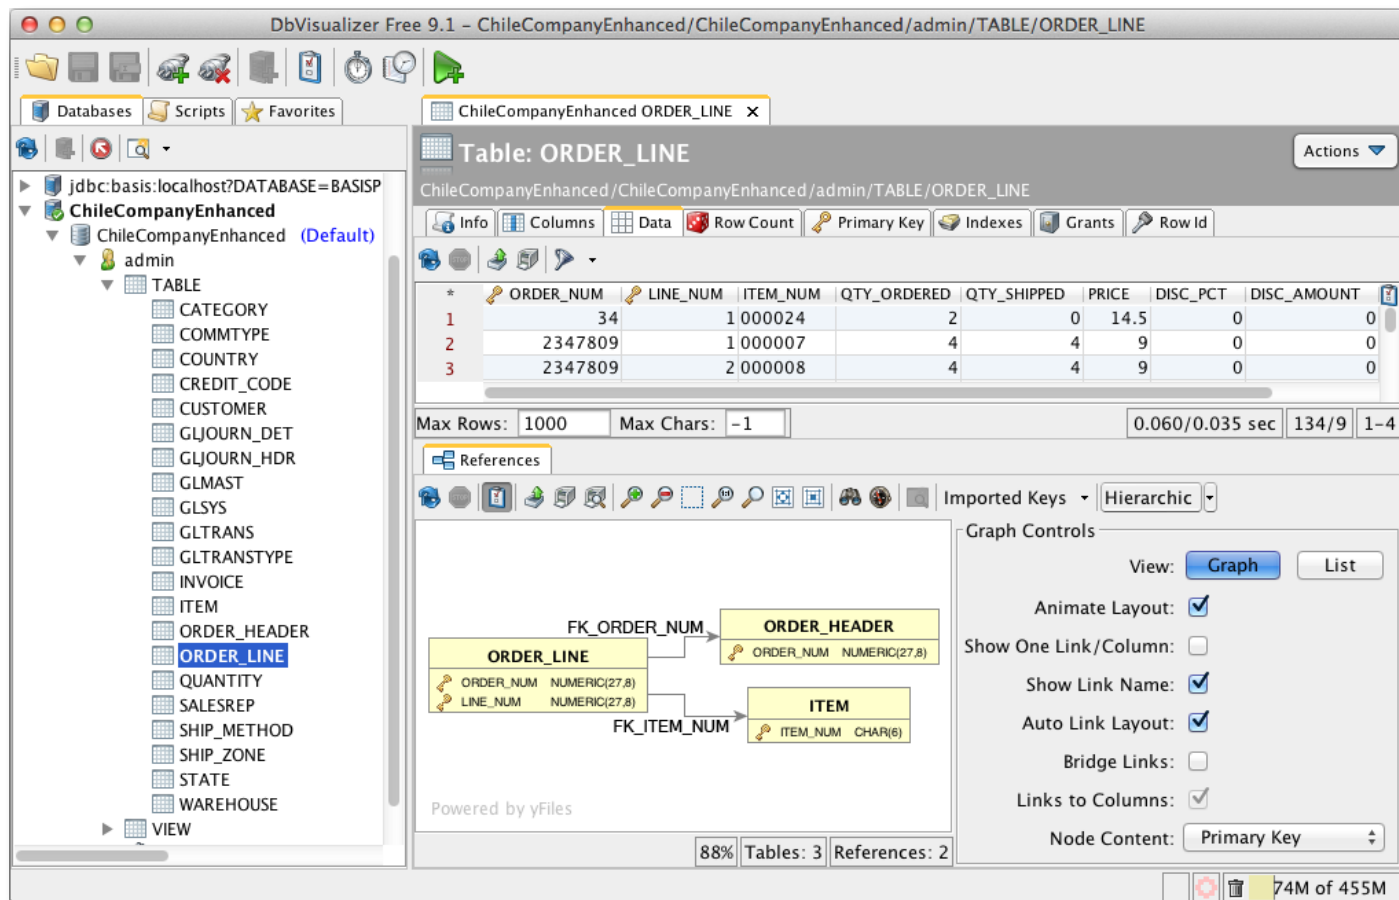 DbVisualizer Free 9.1 – ChileCompanyEnhanced/ChileCompanyEnhanced/admin/TABLE/ORDER_LINE
Databases Scripts Favorites
jdbc:basis:localhost?DATABASE=BASISP
ChileCompanyEnhanced
ChileCompanyEnhanced (Default)
admin
TABLE
CATEGORY
COMMTYPE
COUNTRY
CREDIT_CODE
CUSTOMER
GLJOURN_DET
GLJOURN_HDR
GLMAST
GLSYS
GLTRANS
GLTRANSTYPE
INVOICE
ITEM
ORDER_HEADER
ORDER_LINE
QUANTITY
SALESREP
SHIP_METHOD
SHIP_ZONE
STATE
WAREHOUSE
VIEW
ChileCompanyEnhanced ORDER_LINE x
Table: ORDER_LINE
Actions
ChileCompanyEnhanced/ChileCompanyEnhanced/admin/TABLE/ORDER_LINE
Info Columns Data Row Count Primary Key Indexes Grants Row Id
* ORDER_NUM LINE_NUM ITEM_NUM QTY_ORDERED QTY_SHIPPED PRICE DISC_PCT DISC_AMOUNT
1 34 1 000024 2 0 14.5 0 0
2 2347809 1 000007 4 4 9 0 0
3 2347809 2 000008 4 4 9 0 0
Max Rows: 1000 Max Chars: -1 0.060/0.035 sec 134/9 1-4
References
Imported Keys Hierarchic
FK_ORDER_NUM
ORDER_LINE
ORDER_NUM NUMERIC(27,8)
LINE_NUM NUMERIC(27,8)
ORDER_HEADER
ORDER_NUM NUMERIC(27,8)
FK_ITEM_NUM
ITEM
ITEM_NUM CHAR(6)
Powered by yFiles
88% Tables: 3 References: 2
Graph Controls
View: Graph List
Animate Layout:
Show One Link/Column:
Show Link Name:
Auto Link Layout:
Bridge Links:
Links to Columns:
Node Content: Primary Key
74M of 455M